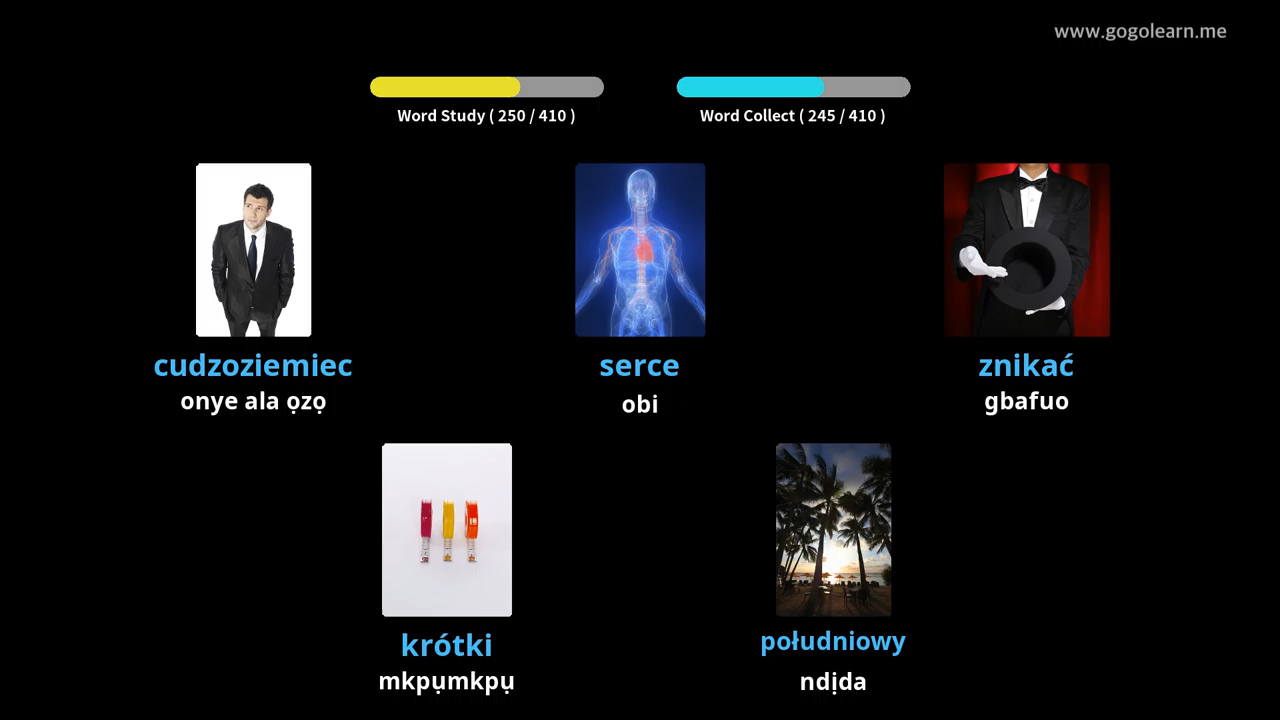 www.gogolearn.me
Word Study ( 250 / 410 )
Word Collect ( 245 / 410 )
cudzoziemiec
onye ala ọzọ
serce
obi
znikać
gbafuo
krótki
mkpụmkpụ
południowy
ndịda